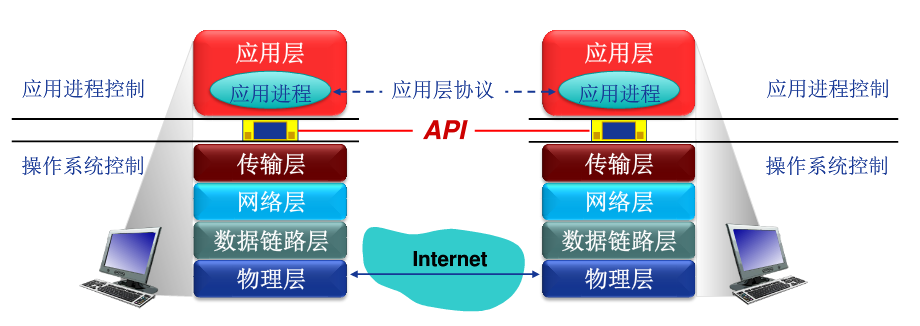 应用层
应用层
应用进程控制
应用进程
应用层协议
应用进程
应用进程控制
API
操作系统控制
传输层
传输层
操作系统控制
网络层
网络层
数据链路层
数据链路层
Internet
物理层
物理层